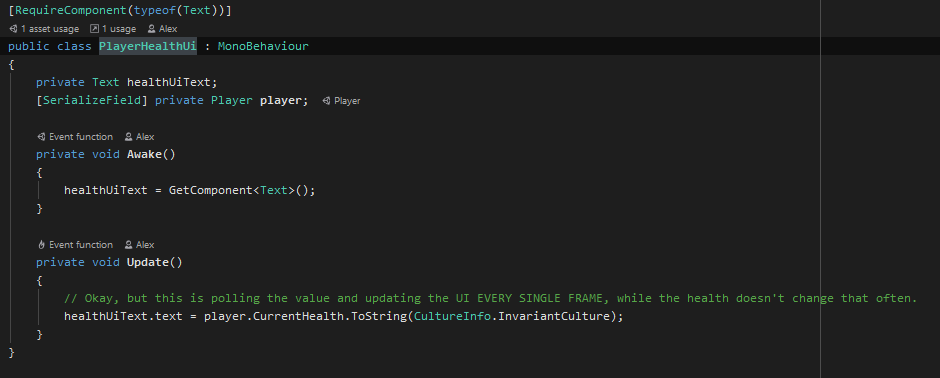 [RequireComponent(typeof(Text))]
1 asset usage 1 usage Alex
public class PlayerHealthUi : MonoBehaviour
{
private Text healthUiText;
[SerializeField] private Player player; Player
Event function Alex
private void Awake()
{
healthUiText = GetComponent<Text>();
}
Event function Alex
private void Update()
{
// Okay, but this is polling the value and updating the UI EVERY SINGLE FRAME, while the health doesn't change that often.
healthUiText.text = player.CurrentHealth.ToString(CultureInfo.InvariantCulture);
}
}